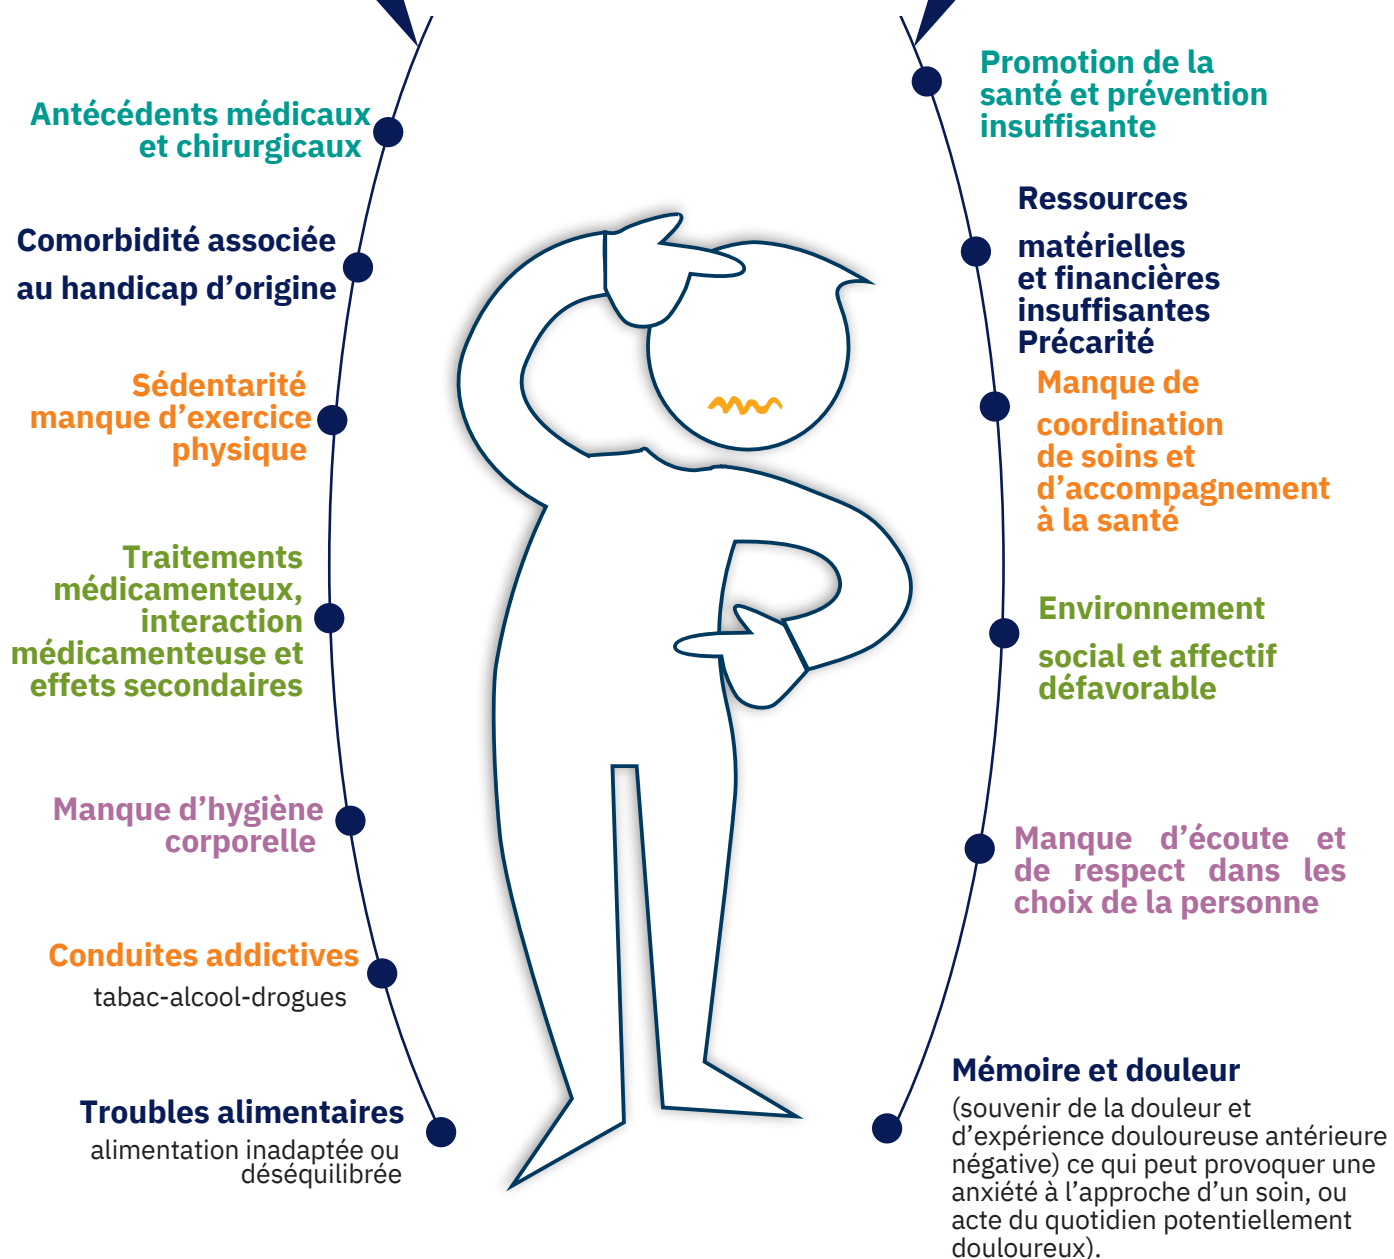 Antécédents médicaux
et chirurgicaux
Comorbidité associée
au handicap d’origine
Sédentarité
manque d’exercice
physique
Traitements
médicamenteux,
interaction
médicamenteuse et
effets secondaires
Manque d’hygiène
corporelle
Conduites addictives
tabac-alcool-drogues
Troubles alimentaires
alimentation inadaptée ou
déséquilibrée
Promotion de la
santé et prévention
insuffisante
Ressources
matérielles
et financières
insuffisantes
Précarité
Manque de
coordination
de soins et
d’accompagnement
à la santé
Environnement
social et affectif
défavorable
Manque d’écoute et
de respect dans les
choix de la personne
Mémoire et douleur
(souvenir de la douleur et
d’expérience douloureuse antérieure
négative) ce qui peut provoquer une
anxiété à l’approche d’un soin, ou
acte du quotidien potentiellement
douloureux).